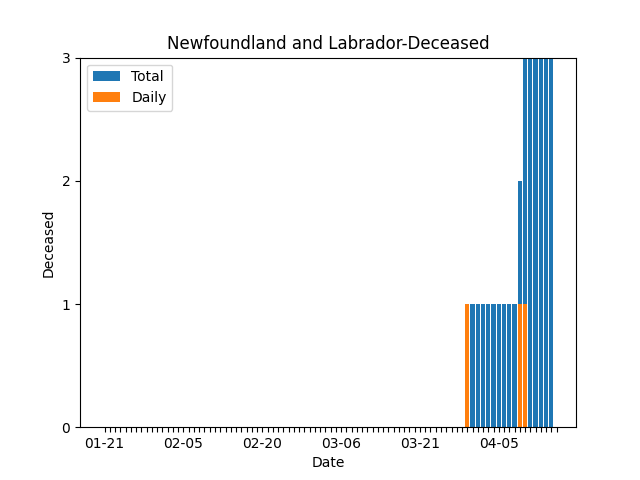 Newfoundland and Labrador-Deceased
Total
Daily
3
2
1
0
Deceased
01-21 02-05 02-20 03-06 03-21 04-05
Date